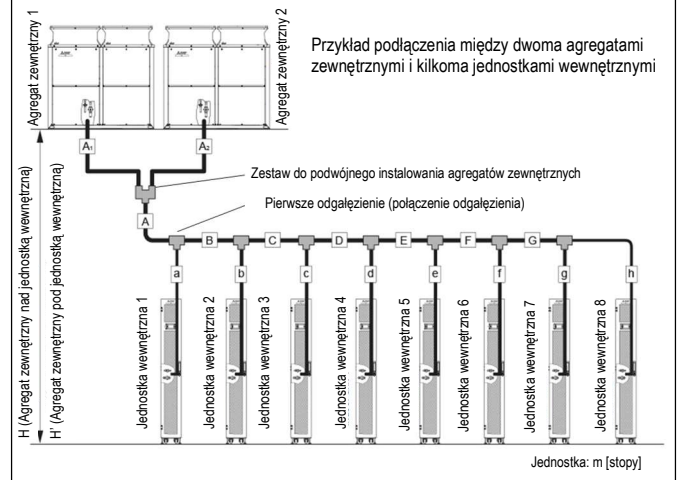 Agregat zewnętrzny 1
Agregat zewnętrzny 2
Przykład podłączenia między dwoma agregatami
zewnętrznymi i kilkoma jednostkami wewnętrznymi
A1
A2
Zestaw do podwójnego instalowania agregatów zewnętrznych
Pierwsze odgałęzienie (połączenie odgałęzienia)
A
B
C
D
E
F
G
a
b
c
d
e
f
g
h
H (Agregat zewnętrzny nad jednostką wewnętrzną)
H' (Agregat zewnętrzny pod jednostką wewnętrzną)
Jednostka wewnętrzna 1
Jednostka wewnętrzna 2
Jednostka wewnętrzna 3
Jednostka wewnętrzna 4
Jednostka wewnętrzna 5
Jednostka wewnętrzna 6
Jednostka wewnętrzna 7
Jednostka wewnętrzna 8
Jednostka: m [stopy]